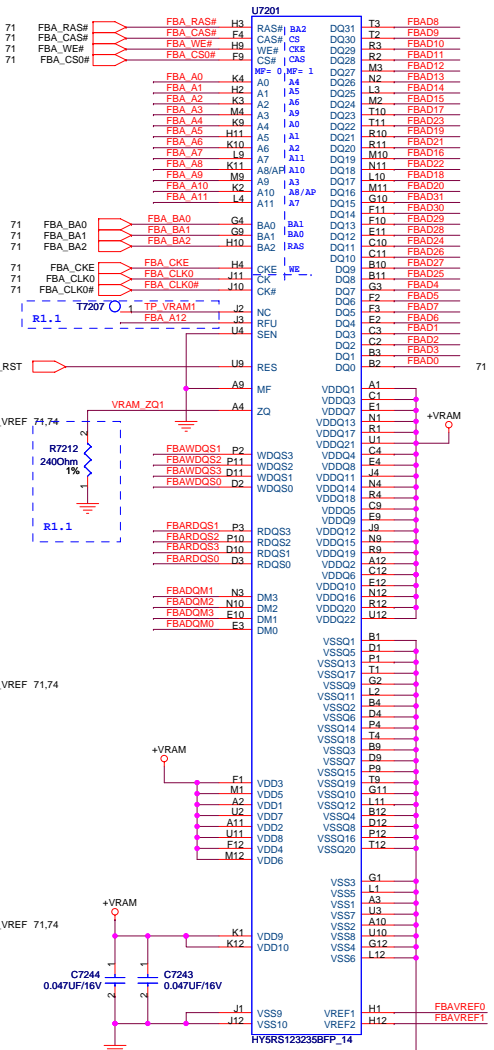 U7201
71 FBA_RAS# FBA_RAS# H3 RAS# BA2 DQ31 T3 FBAD8
71 FBA_CAS# FBA_CAS# F4 CAS# CS DQ30 T2 FBAD9
71 FBA_WE# FBA_WE# H9 WE# CKE DQ29 R3 FBAD10
71 FBA_CS0# FBA_CS0# F9 CS# CAS DQ28 R2 FBAD11
MF= 0 MF= 1 DQ27 M3 FBAD12
FBA_A0 K4 A0 A4 DQ26 N2 FBAD13
FBA_A1 H2 A1 A5 DQ25 L3 FBAD14
FBA_A2 K3 A2 A6 DQ24 M2 FBAD15
FBA_A3 M4 A3 A9 DQ23 T10 FBAD17
FBA_A4 K9 A4 A0 DQ22 T11 FBAD23
FBA_A5 H11 A5 A1 DQ21 R10 FBAD19
FBA_A6 K10 A6 A2 DQ20 R11 FBAD21
FBA_A7 L9 A7 A11 DQ19 M10 FBAD16
FBA_A8 K11 A8/AP A10 DQ18 N11 FBAD22
FBA_A9 M9 A9 A3 DQ17 L10 FBAD18
FBA_A10 K2 A10 A8/AP DQ16 M11 FBAD20
FBA_A11 L4 A11 A7 DQ15 G10 FBAD31
DQ14 F11 FBAD30
71 FBA_BA0 FBA_BA0 G4 BA0 BA1 DQ13 F10 FBAD29
71 FBA_BA1 FBA_BA1 G9 BA1 BA0 DQ12 E11 FBAD28
71 FBA_BA2 FBA_BA2 H10 BA2 RAS DQ11 C10 FBAD24
DQ10 C11 FBAD26
71 FBA_CKE FBA_CKE H4 CKE WE DQ9 B10 FBAD27
71 FBA_CLK0 FBA_CLK0 J11 CK DQ8 B11 FBAD25
71 FBA_CLK0# FBA_CLK0# J10 CK# DQ7 G3 FBAD4
DQ6 F2 FBAD5
T7207 1 TP_VRAM1 J2 NC DQ5 F3 FBAD7
R1.1 FBA_A12 J3 RFU DQ4 E2 FBAD6
U4 SEN DQ3 C3 FBAD1
DQ2 C2 FBAD2
DQ1 B3 FBAD3
_RST U9 RES DQ0 B2 FBAD0 71
A9 MF VDDQ1 A1
VDDQ3 C1
VRAM_ZQ1 A4 ZQ VDDQ7 E1
_VREF 71,74 VDDQ13 N1 +VRAM
2 VDDQ17 R1
VDDQ21 U1
R7212 FBAWDQS1 P2 WDQS3 VDDQ4 C4
240Ohm FBAWDQS2 P11 WDQS2 VDDQ8 E4
1% FBAWDQS3 D11 WDQS1 VDDQ11 J4
1 FBAWDQS0 D2 WDQS0 VDDQ14 N4
VDDQ18 R4
VDDQ5 C9
R1.1 VDDQ9 E9
FBARDQS1 P3 RDQS3 VDDQ12 J9
FBARDQS2 P10 RDQS2 VDDQ15 N9
FBARDQS3 D10 RDQS1 VDDQ19 R9
FBARDQS0 D3 RDQS0 VDDQ2 A12
VDDQ6 C12
VDDQ10 E12
FBADQM1 N3 DM3 VDDQ16 N12
FBADQM2 N10 DM2 VDDQ20 R12
FBADQM3 E10 DM1 VDDQ22 U12
FBADQM0 E3 DM0
VSSQ1 B1
VSSQ5 D1
VSSQ13 P1
VSSQ17 T1
_VREF 71,74 VSSQ9 G2
VSSQ11 L2
VSSQ2 B4
VSSQ6 D4
VSSQ14 P4
VSSQ18 T4
+VRAM VSSQ3 B9
VSSQ7 D9
VSSQ15 P9
F1 VDD3 VSSQ19 T9
M1 VDD5 VSSQ10 G11
A2 VDD1 VSSQ12 L11
U2 VDD7 VSSQ4 B12
A11 VDD2 VSSQ8 D12
U11 VDD8 VSSQ16 P12
F12 VDD4 VSSQ20 T12
M12 VDD6
VSS3 G1
VSS5 L1
+VRAM VSS1 A3
VSS7 U3
_VREF 71,74 VSS2 A10
K1 VDD9 VSS8 U10
K12 VDD10 VSS4 G12
VSS6 L12
1 1
C7244 C7243
0.047UF/16V 0.047UF/16V
2 2
J1 VSS9 VREF1 H1 FBAVREF0
J12 VSS10 VREF2 H12 FBAVREF1
HY5RS123235BFP_14